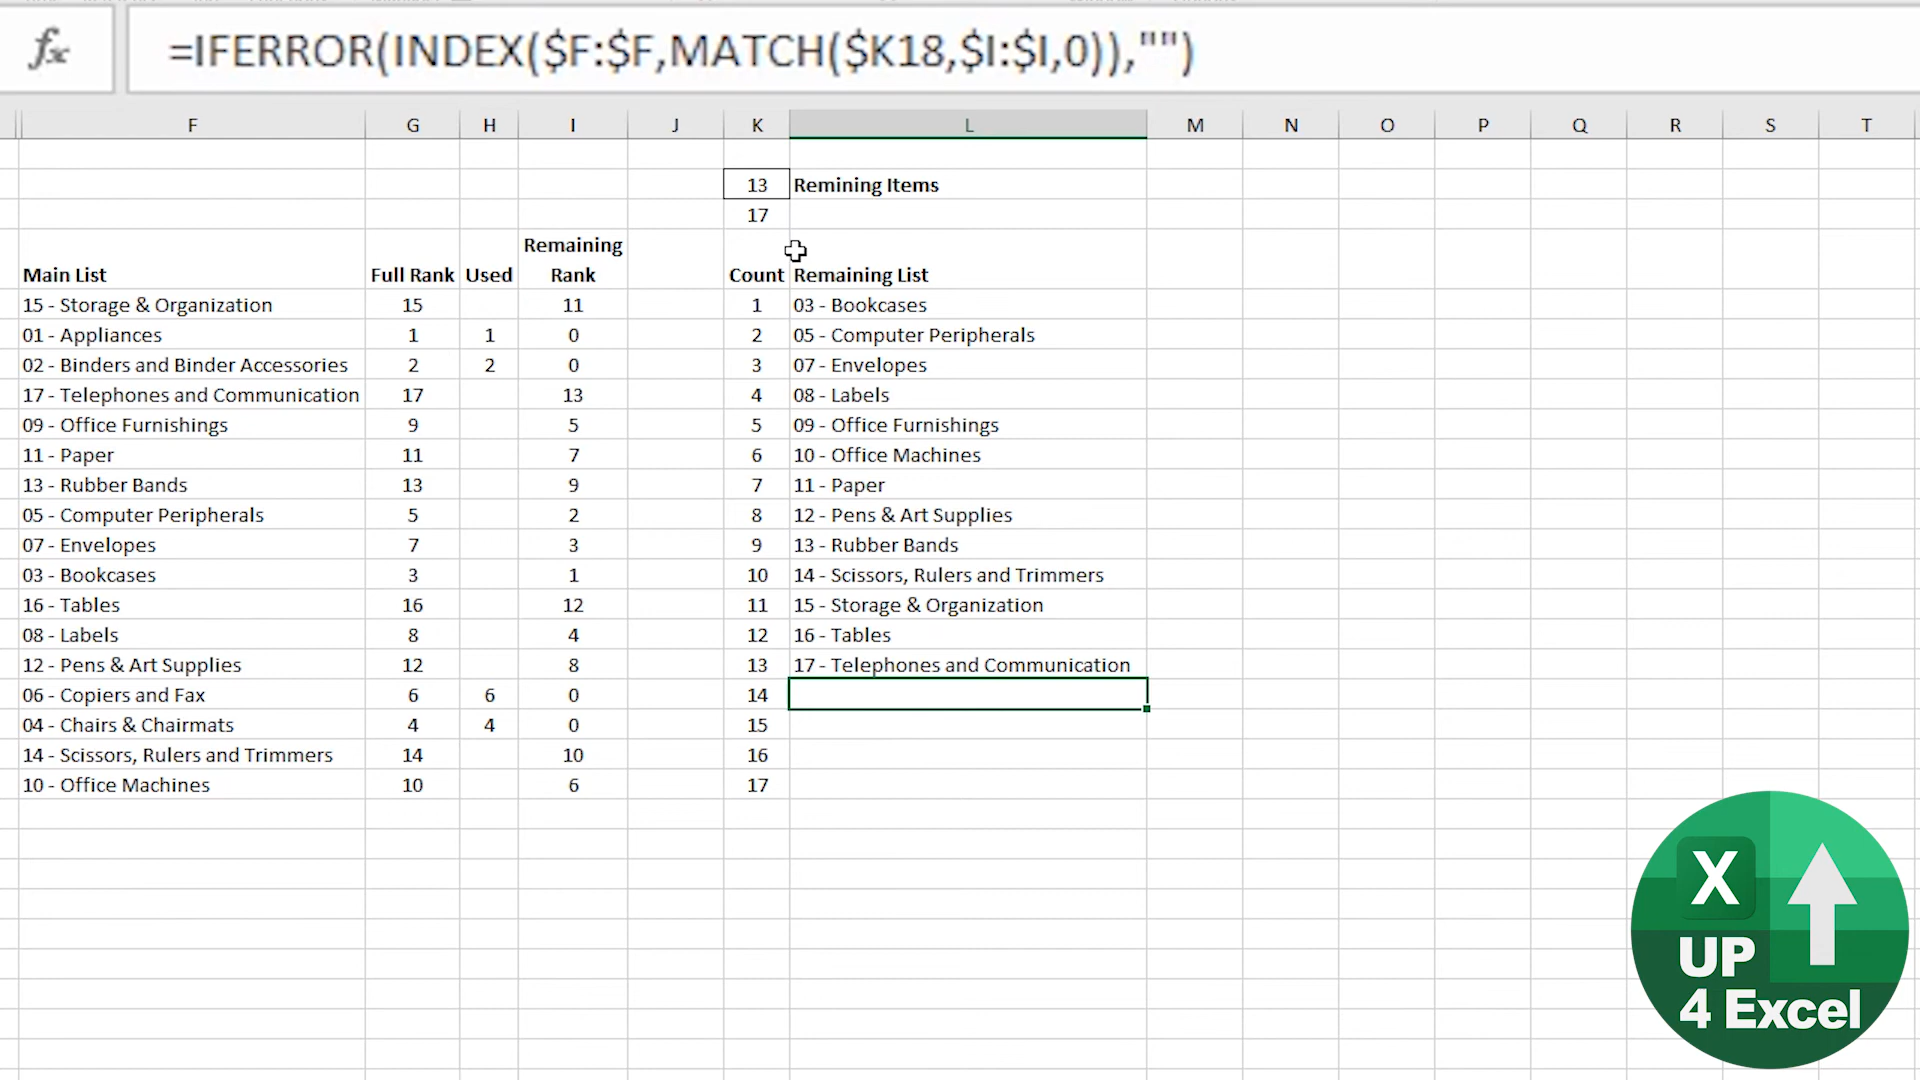 fx =IFERROR(INDEX($F:$F,MATCH($K18,$I:$I,0)),"")
F G H I J K L M N O P Q R S T
13 Remining Items
17
Remaining
Main List Full Rank Used Rank Count Remaining List
15 - Storage & Organization 15 11 1 03 - Bookcases
01 - Appliances 1 1 0 2 05 - Computer Peripherals
02 - Binders and Binder Accessories 2 2 0 3 07 - Envelopes
17 - Telephones and Communication 17 13 4 08 - Labels
09 - Office Furnishings 9 5 5 09 - Office Furnishings
11 - Paper 11 7 6 10 - Office Machines
13 - Rubber Bands 13 9 7 11 - Paper
05 - Computer Peripherals 5 2 8 12 - Pens & Art Supplies
07 - Envelopes 7 3 9 13 - Rubber Bands
03 - Bookcases 3 1 10 14 - Scissors, Rulers and Trimmers
16 - Tables 16 12 11 15 - Storage & Organization
08 - Labels 8 4 12 16 - Tables
12 - Pens & Art Supplies 12 8 13 17 - Telephones and Communication
06 - Copiers and Fax 6 6 0 14
04 - Chairs & Chairmats 4 4 0 15
14 - Scissors, Rulers and Trimmers 14 10 16
10 - Office Machines 10 6 17
X
UP
4 Excel